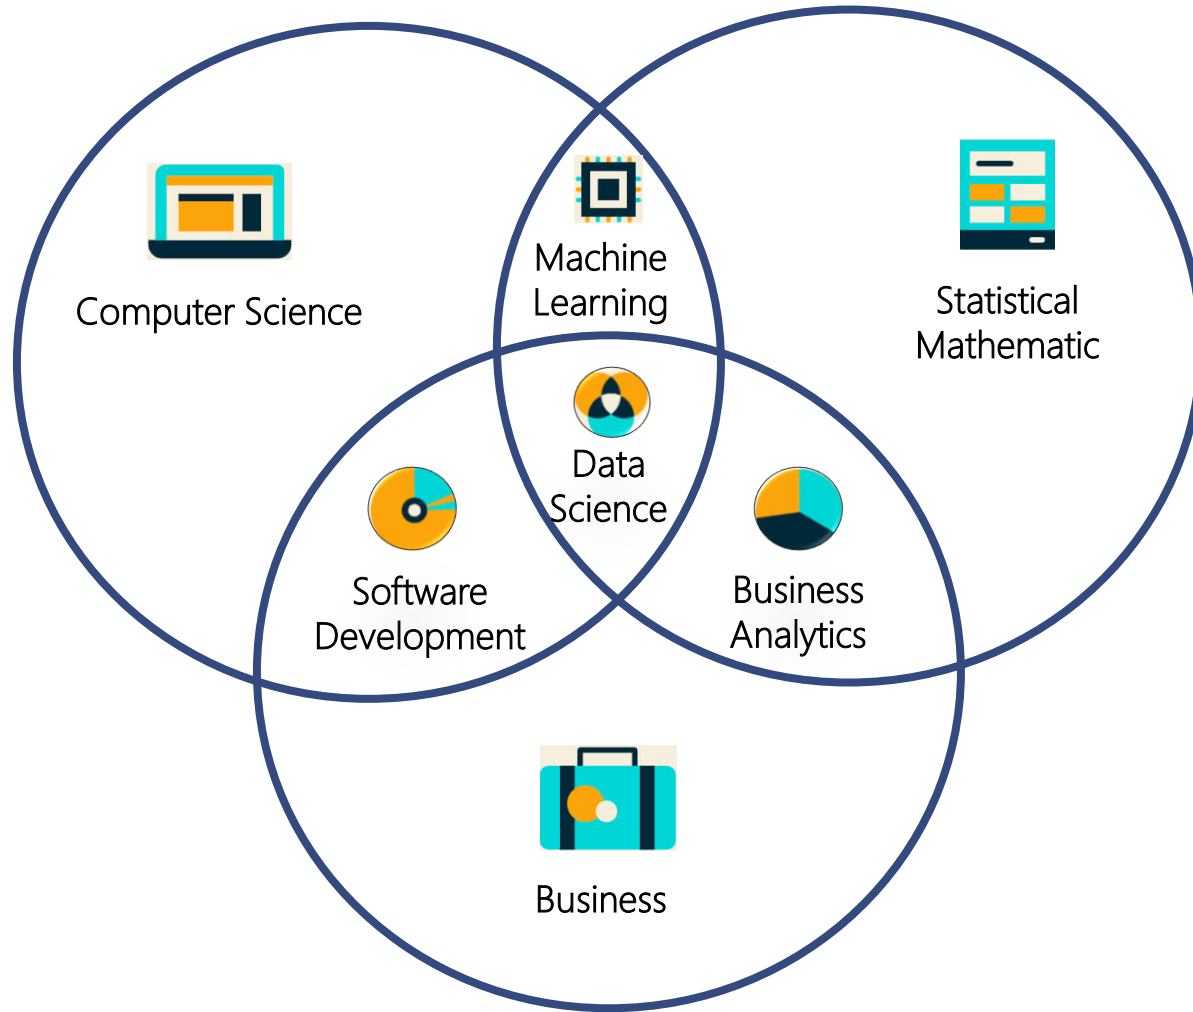 Machine
Learning
Computer Science
Statistical
Mathematic
Data
Science
Software
Development
Business
Analytics
Business